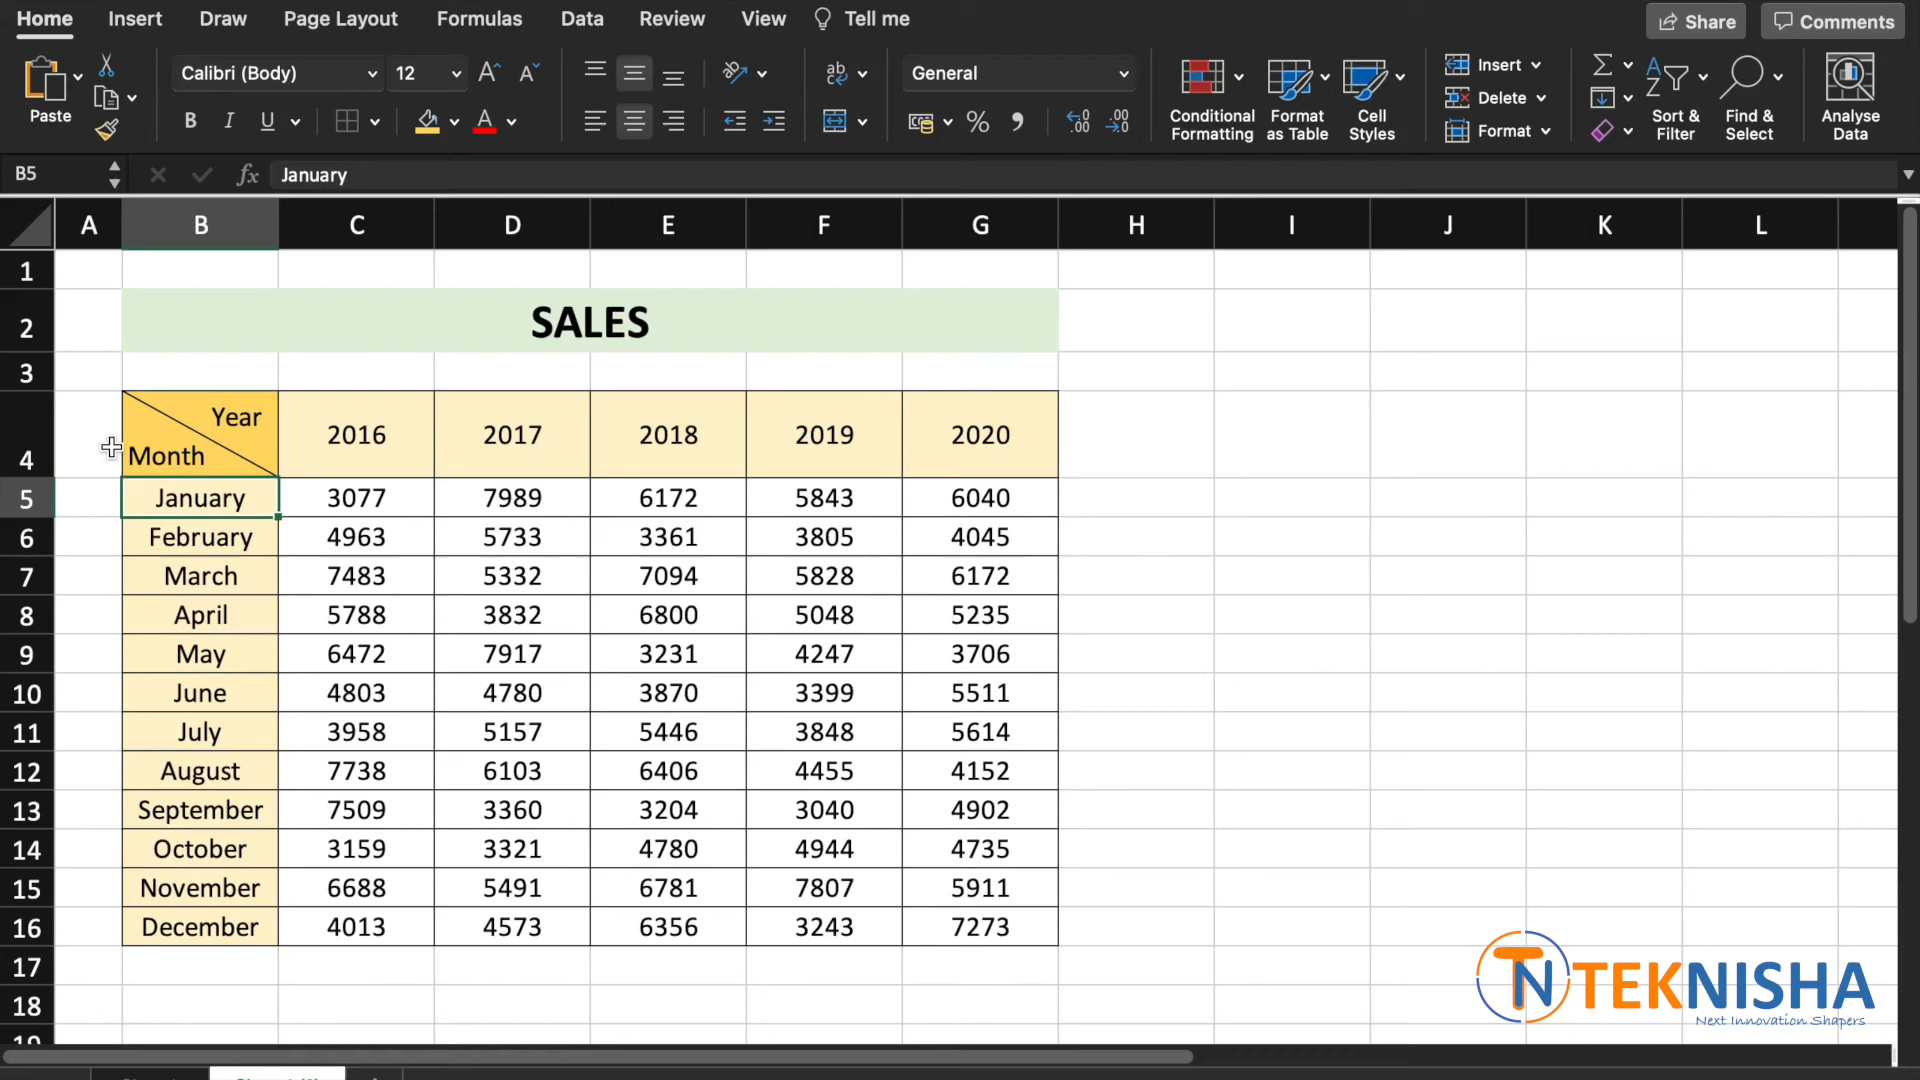 Home Insert Draw Page Layout Formulas Data Review View Tell me Share Comments
Calibri (Body) 12 ab General Insert
Delete
Format
Paste B I U A % Conditional Formatting Format as Table Cell Styles Sort & Filter Find & Select Analyse Data
B5 fx January
A B C D E F G H I J K L
1
2 SALES
3
4 Year Month 2016 2017 2018 2019 2020
5 January 3077 7989 6172 5843 6040
6 February 4963 5733 3361 3805 4045
7 March 7483 5332 7094 5828 6172
8 April 5788 3832 6800 5048 5235
9 May 6472 7917 3231 4247 3706
10 June 4803 4780 3870 3399 5511
11 July 3958 5157 5446 3848 5614
12 August 7738 6103 6406 4455 4152
13 September 7509 3360 3204 3040 4902
14 October 3159 3321 4780 4944 4735
15 November 6688 5491 6781 7807 5911
16 December 4013 4573 6356 3243 7273
17
18
TN TEKNISHA
Next Innovation Shapers